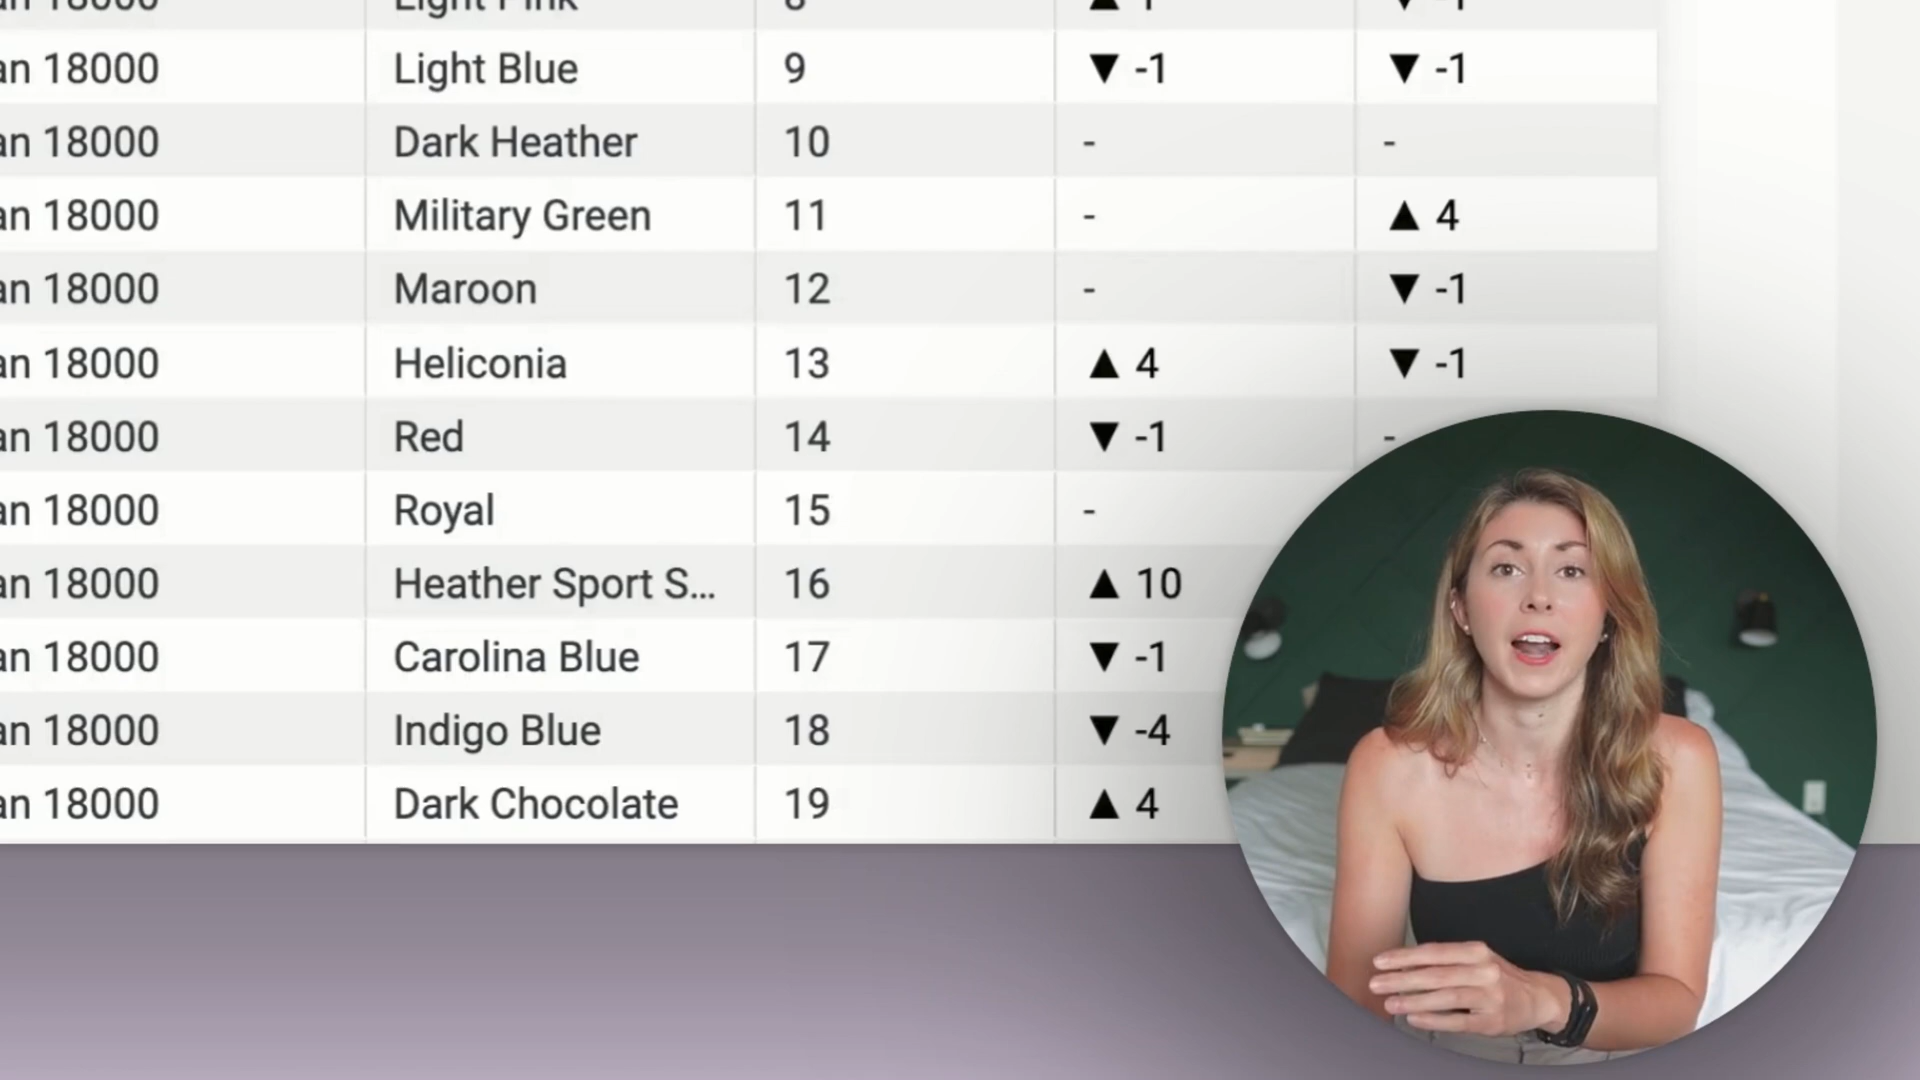 an 18000 Light Pink 8 ▲ 1 ▼ -1
an 18000 Light Blue 9 ▼ -1 ▼ -1
an 18000 Dark Heather 10 - -
an 18000 Military Green 11 - ▲ 4
an 18000 Maroon 12 - ▼ -1
an 18000 Heliconia 13 ▲ 4 ▼ -1
an 18000 Red 14 ▼ -1 -
an 18000 Royal 15 -
an 18000 Heather Sport S... 16 ▲ 10
an 18000 Carolina Blue 17 ▼ -1
an 18000 Indigo Blue 18 ▼ -4
an 18000 Dark Chocolate 19 ▲ 4